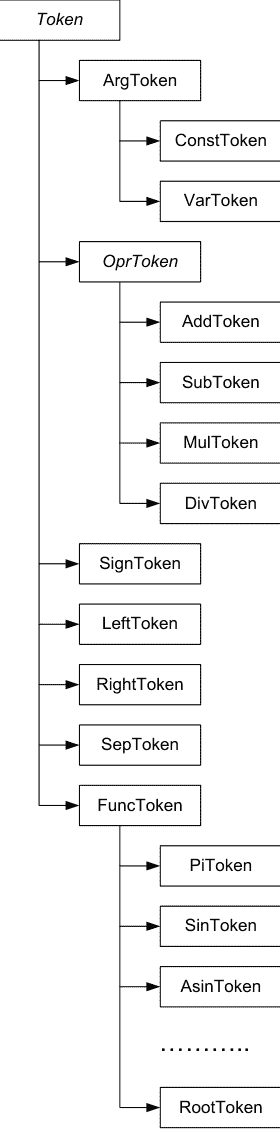 Token
ArgToken
ConstToken
VarToken
OprToken
AddToken
SubToken
MulToken
DivToken
SignToken
LeftToken
RightToken
SepToken
FuncToken
PiToken
SinToken
AsinToken
...........
RootToken